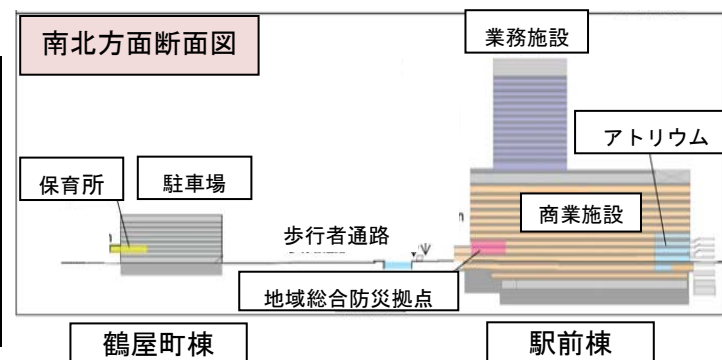 南北方面断面図
業務施設
アトリウム
保育所
駐車場
商業施設
歩行者通路
地域総合防災拠点
鶴屋町棟
駅前棟